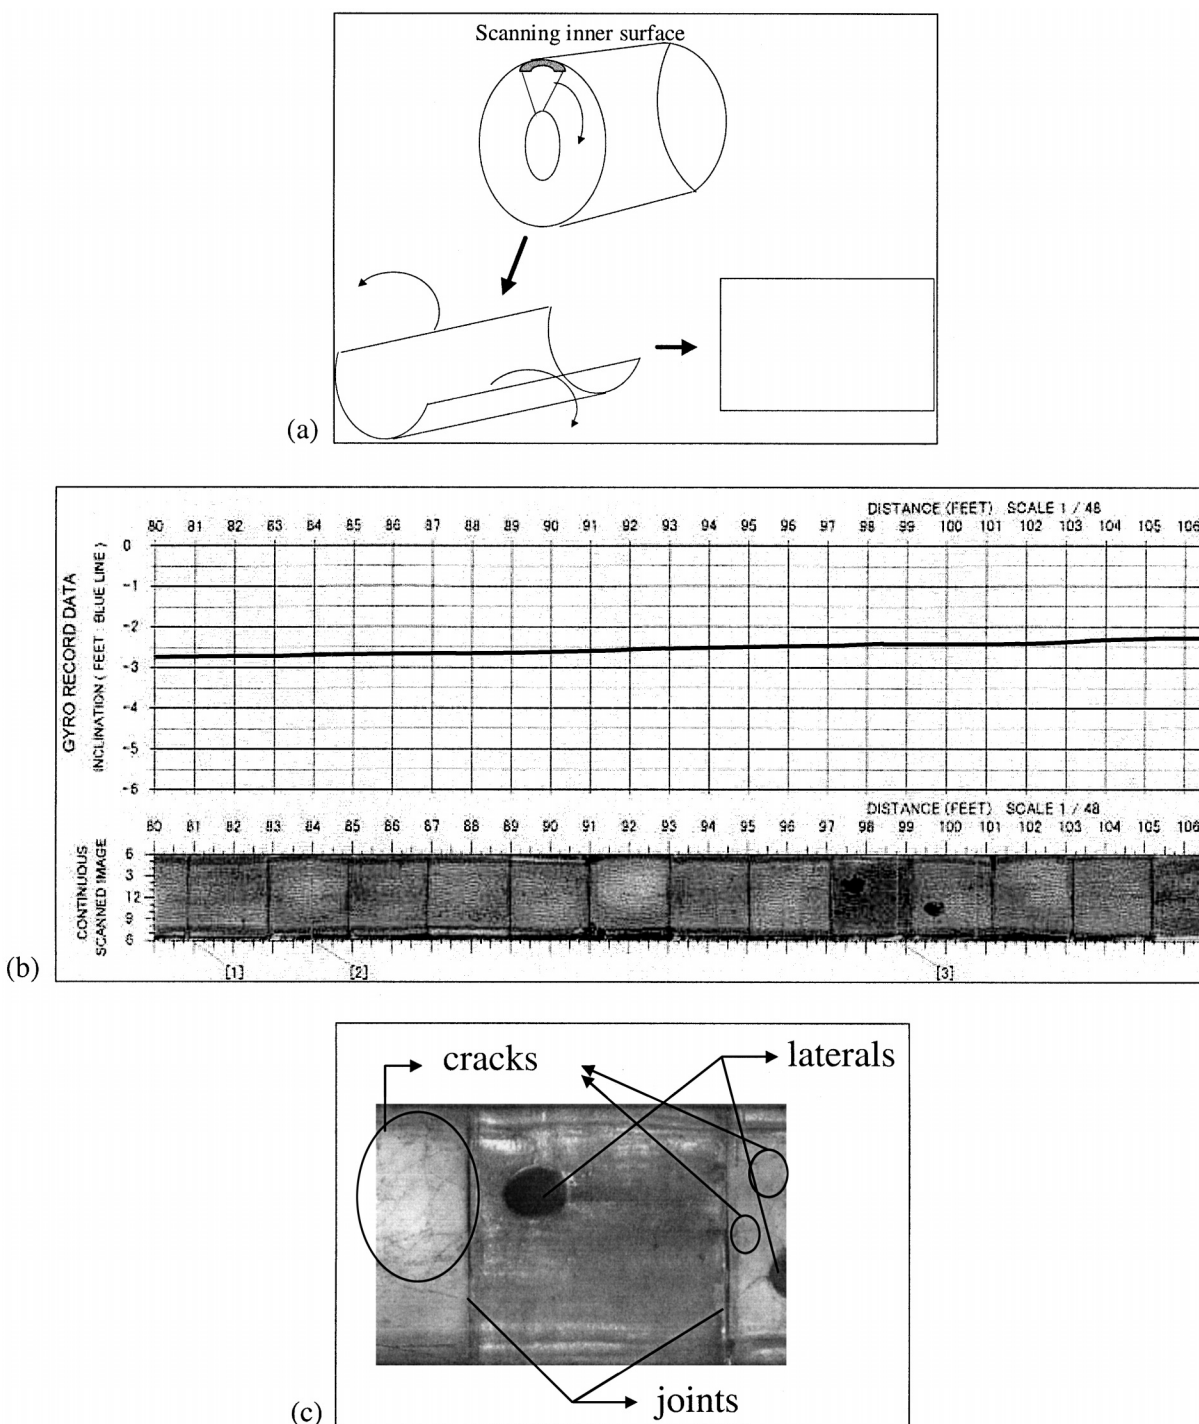 Scanning inner surface
(a)
DISTANCE (FEET) SCALE 1 / 48
80 81 82 83 84 85 86 87 88 89 90 91 92 93 94 95 96 97 98 99 100 101 102 103 104 105 106
GYRO RECORD DATA
INCLINATION ( FEET : BLUE LINE )
0
-1
-2
-3
-4
-5
-6
DISTANCE (FEET) SCALE 1 / 48
80 81 82 83 84 85 86 87 88 89 90 91 92 93 94 95 96 97 98 99 100 101 102 103 104 105 106
CONTINUOUS
SCANNED IMAGE
6
3
12
9
6
[1] [2] [3]
(b)
cracks laterals
joints
(c)